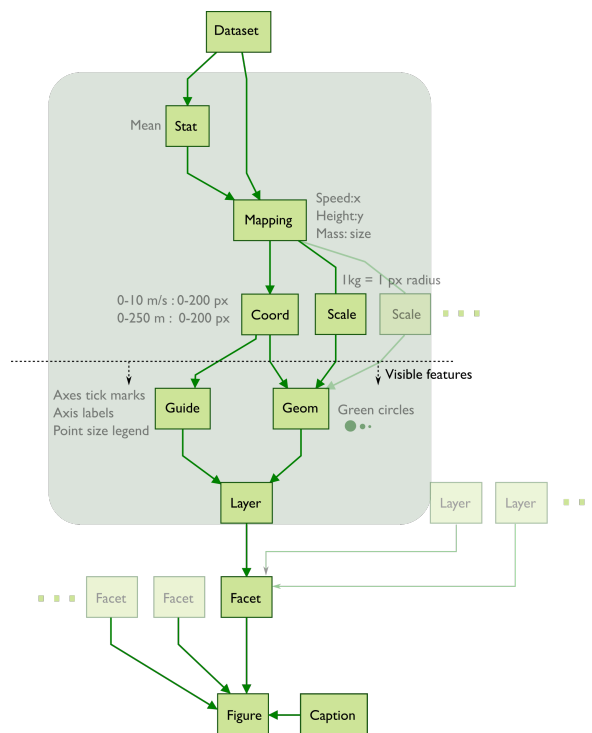 Dataset
Mean
Stat
Mapping
Speed:x
Height:y
Mass: size
1kg = 1 px radius
0-10 m/s : 0-200 px
0-250 m : 0-200 px
Coord
Scale
Scale
Visible features
Axes tick marks
Axis labels
Point size legend
Guide
Geom
Green circles
Layer
Layer
Layer
Facet
Facet
Facet
Figure
Caption